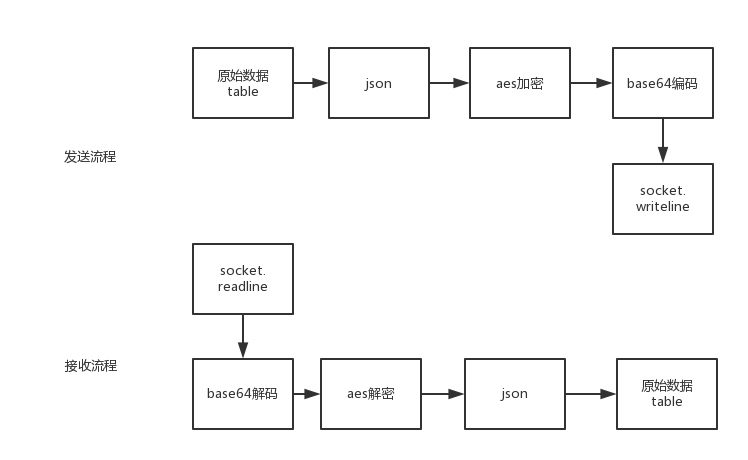 原始数据
table
json
aes加密
base64编码
发送流程
socket.
writeline
socket.
readline
接收流程
base64解码
aes解密
json
原始数据
table